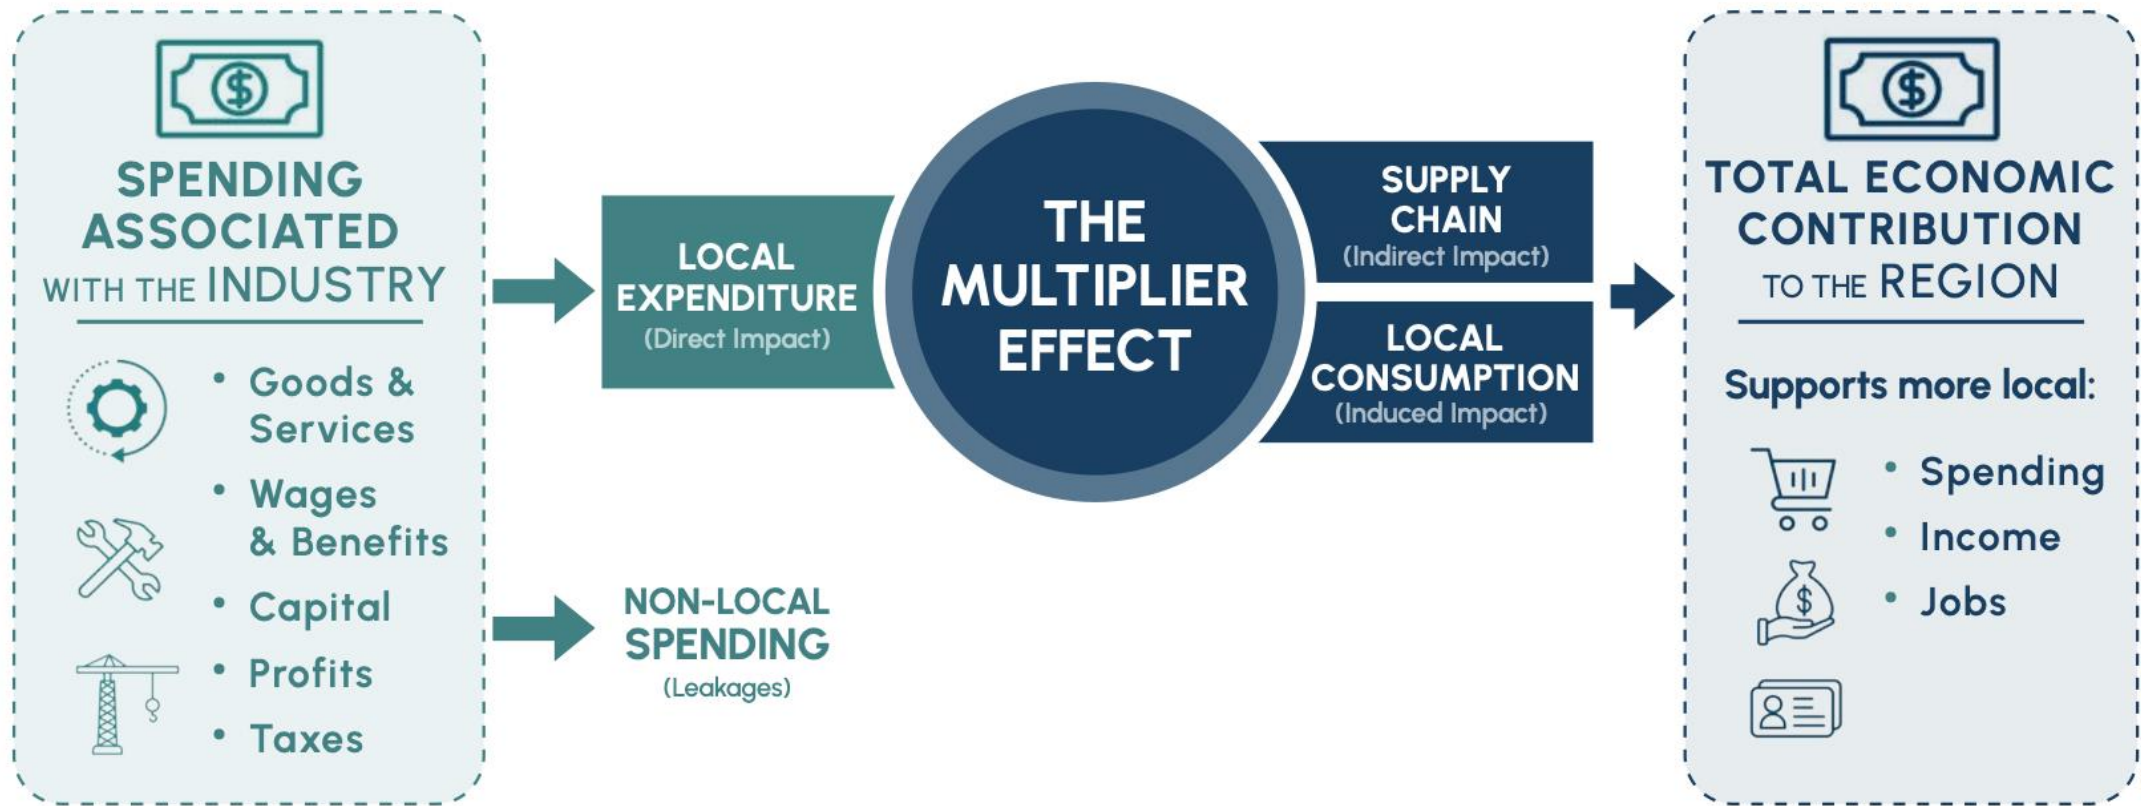 $
SPENDING
ASSOCIATED
WITH THE INDUSTRY
• Goods &
Services
• Wages
& Benefits
• Capital
• Profits
• Taxes
LOCAL
EXPENDITURE
(Direct Impact)
NON-LOCAL
SPENDING
(Leakages)
THE
MULTIPLIER
EFFECT
SUPPLY
CHAIN
(Indirect Impact)
LOCAL
CONSUMPTION
(Induced Impact)
$
TOTAL ECONOMIC
CONTRIBUTION
TO THE REGION
Supports more local:
• Spending
• Income
• Jobs
$